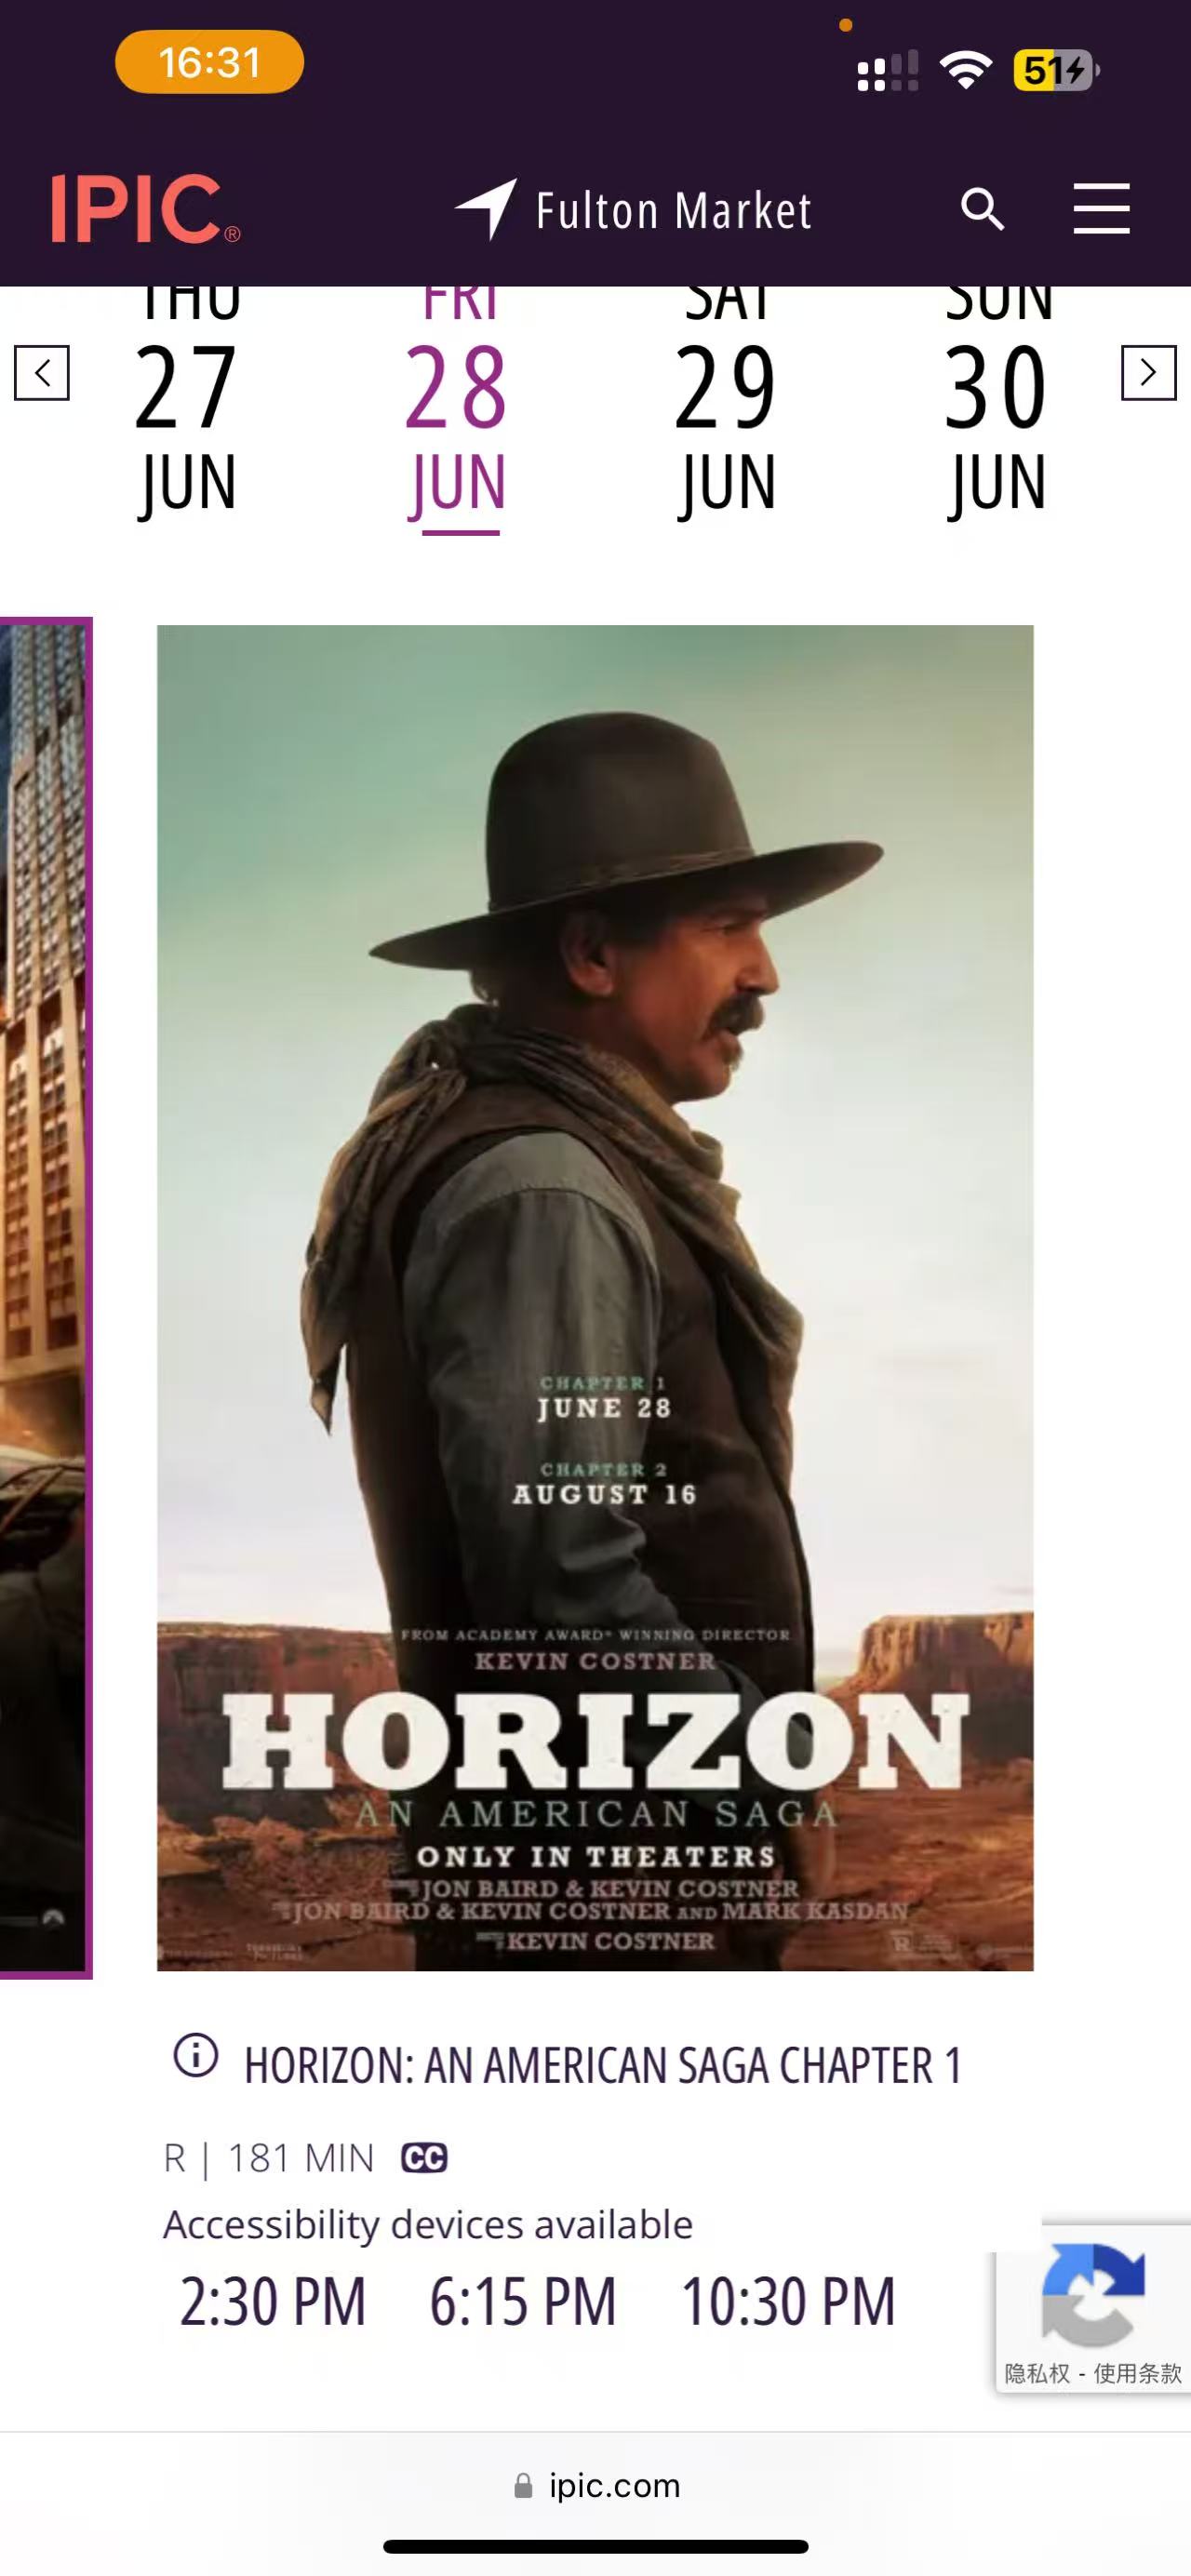 16:31
51
IPIC®
Fulton Market
THU FRI SAT SUN
27 28 29 30
JUN JUN JUN JUN
CHAPTER 1
JUNE 28
CHAPTER 2
AUGUST 16
FROM ACADEMY AWARD® WINNING DIRECTOR
KEVIN COSTNER
HORIZON
AN AMERICAN SAGA
ONLY IN THEATERS
JON BAIRD & KEVIN COSTNER
JON BAIRD & KEVIN COSTNER AND MARK KASDAN
KEVIN COSTNER
R
HORIZON: AN AMERICAN SAGA CHAPTER 1
R | 181 MIN CC
Accessibility devices available
2:30 PM 6:15 PM 10:30 PM
隐私权 - 使用条款
ipic.com